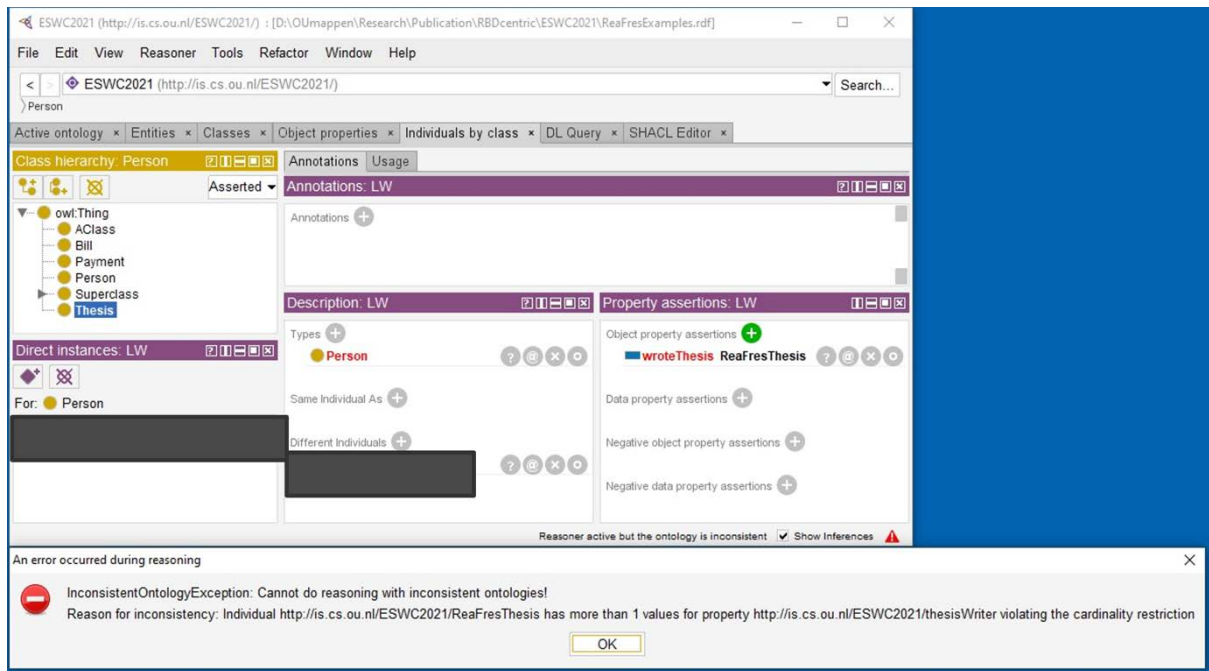 ESWC2021 (http://is.cs.ou.nl/ESWC2021/) : [D:\OUmappen\Research\Publication\RBDcentric\ESWC2021\ReaFresExamples.rdf]
File Edit View Reasoner Tools Refactor Window Help
< > ESWC2021 (http://is.cs.ou.nl/ESWC2021/) Search...
Person
Active ontology × Entities × Classes × Object properties × Individuals by class × DL Query × SHACL Editor ×
Class hierarchy: Person
Asserted
owl:Thing
AClass
Bill
Payment
Person
Superclass
Thesis
Direct instances: LW
For: Person
Annotations Usage
Annotations: LW
Annotations
Description: LW
Types
Person
Same Individual As
Different Individuals
Property assertions: LW
Object property assertions
wroteThesis ReaFresThesis
Data property assertions
Negative object property assertions
Negative data property assertions
Reasoner active but the ontology is inconsistent Show Inferences
An error occurred during reasoning
InconsistentOntologyException: Cannot do reasoning with inconsistent ontologies!
Reason for inconsistency: Individual http://is.cs.ou.nl/ESWC2021/ReaFresThesis has more than 1 values for property http://is.cs.ou.nl/ESWC2021/thesisWriter violating the cardinality restriction
OK